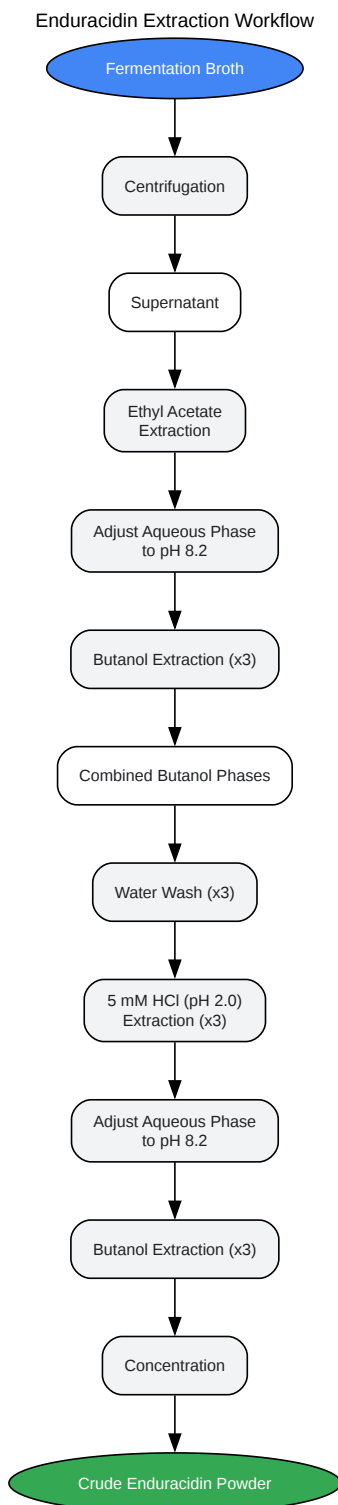 Enduracidin Extraction Workflow
Fermentation Broth
Centrifugation
Supernatant
Ethyl Acetate
Extraction
Adjust Aqueous Phase
to pH 8.2
Butanol Extraction (x3)
Combined Butanol Phases
Water Wash (x3)
5 mM HCl (pH 2.0)
Extraction (x3)
Adjust Aqueous Phase
to pH 8.2
Butanol Extraction (x3)
Concentration
Crude Enduracidin Powder